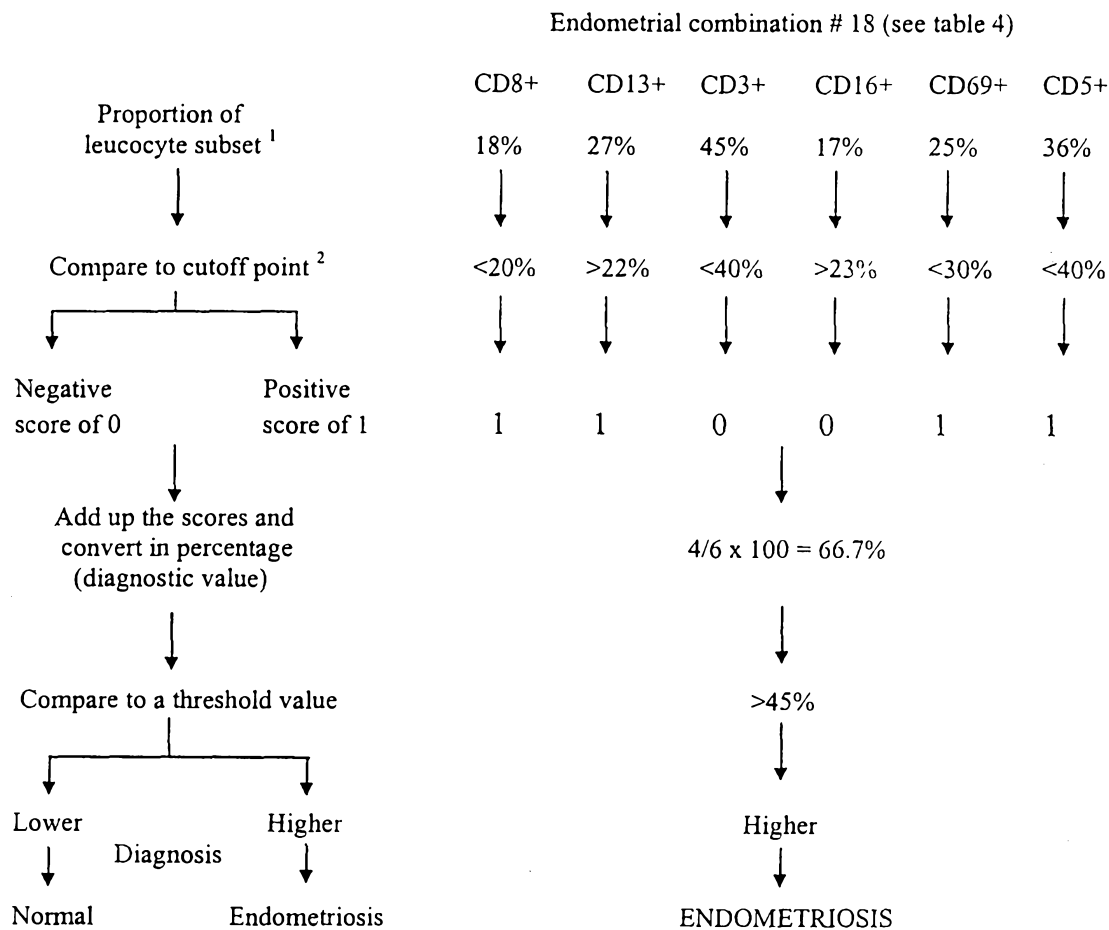 Endometrial combination # 18 (see table 4)
CD8+ CD13+ CD3+ CD16+ CD69+ CD5+
Proportion of
leucocyte subset 1
18% 27% 45% 17% 25% 36%
Compare to cutoff point 2
<20% >22% <40% >23% <30% <40%
Negative
score of 0
Positive
score of 1
1 1 0 0 1 1
Add up the scores and
convert in percentage
(diagnostic value)
4/6 x 100 = 66.7%
Compare to a threshold value
>45%
Lower
Higher
Diagnosis
Higher
Normal
Endometriosis
ENDOMETRIOSIS